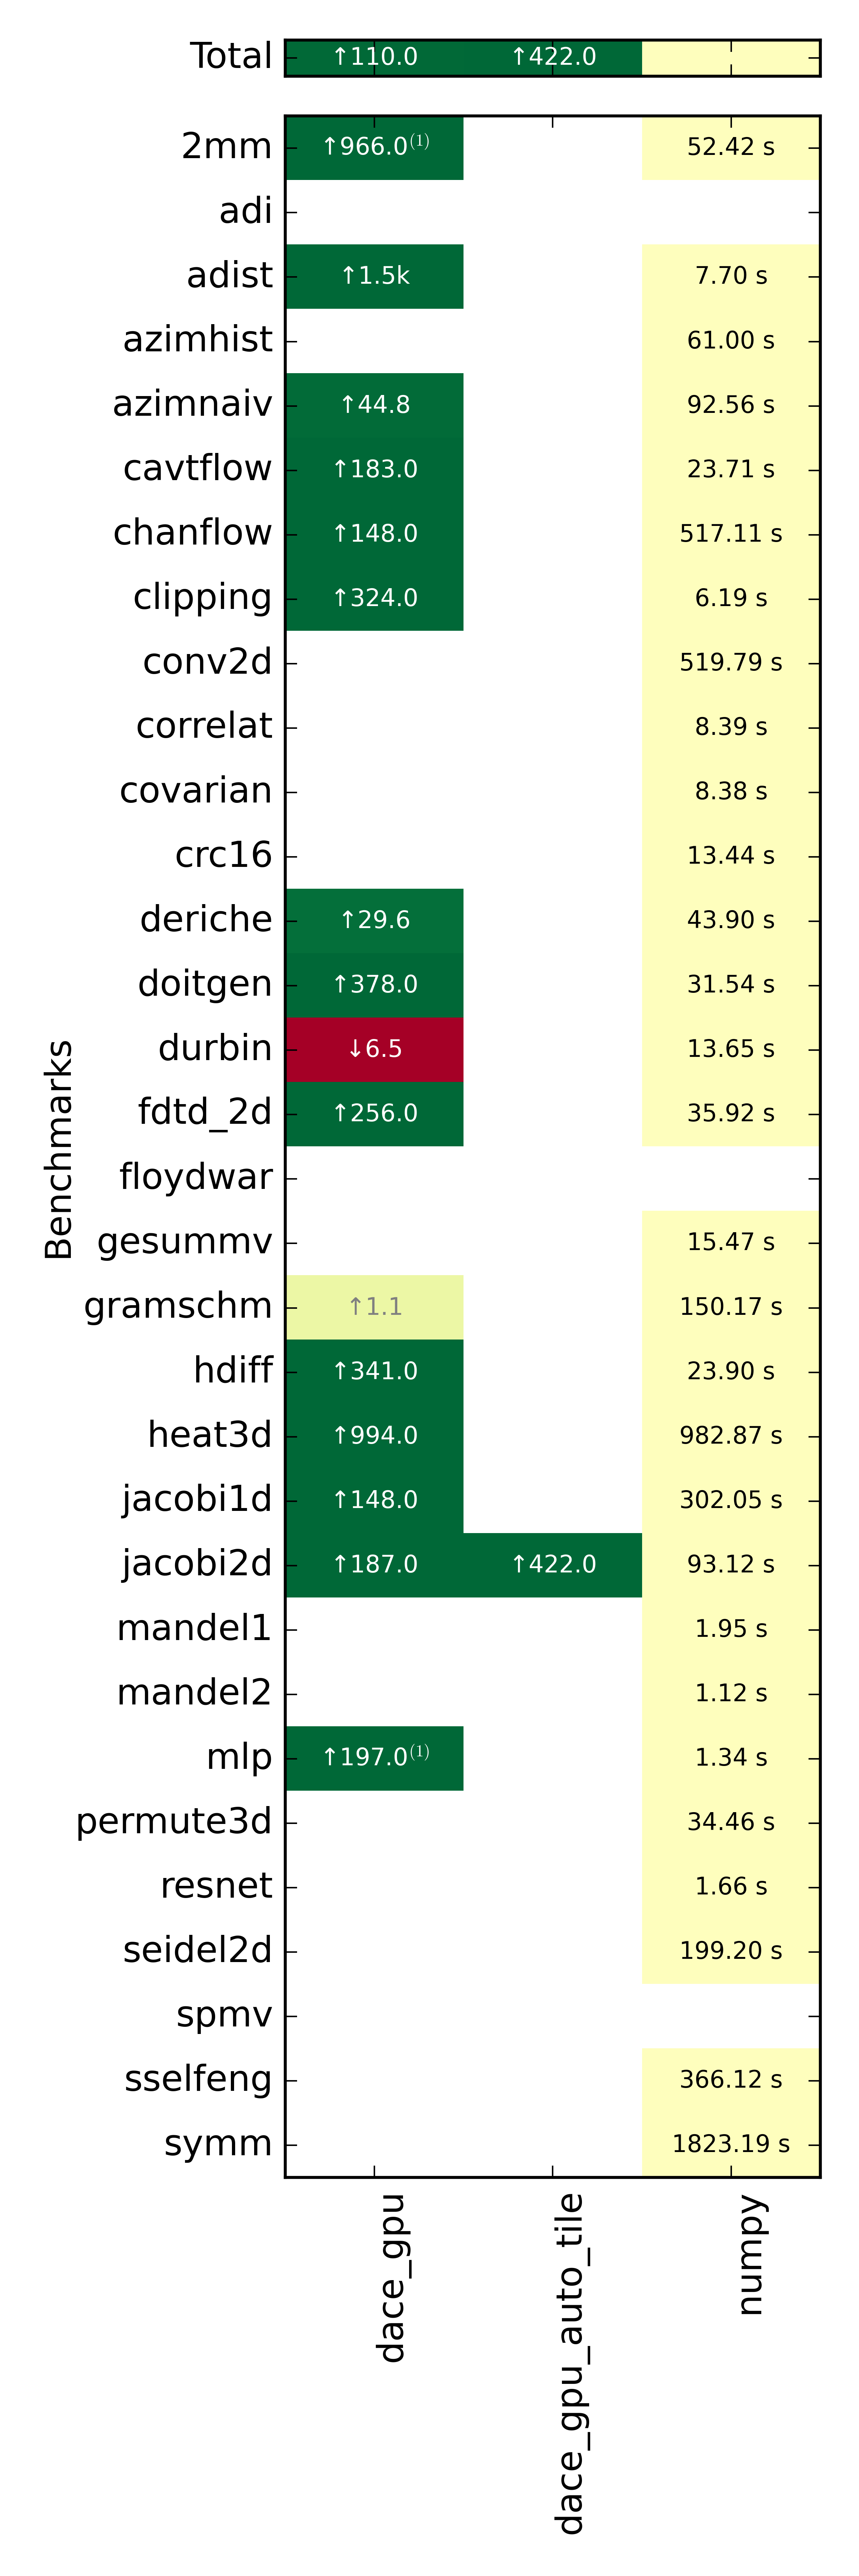 Total ↑110.0 ↑422.0
2mm ↑966.0(1) 52.42 s
adi
adist ↑1.5k 7.70 s
azimhist 61.00 s
azimnaiv ↑44.8 92.56 s
cavtflow ↑183.0 23.71 s
chanflow ↑148.0 517.11 s
clipping ↑324.0 6.19 s
conv2d 519.79 s
correlat 8.39 s
covarian 8.38 s
crc16 13.44 s
deriche ↑29.6 43.90 s
doitgen ↑378.0 31.54 s
durbin ↓6.5 13.65 s
fdtd_2d ↑256.0 35.92 s
Benchmarks
floydwar
gesummv 15.47 s
gramschm ↑1.1 150.17 s
hdiff ↑341.0 23.90 s
heat3d ↑994.0 982.87 s
jacobi1d ↑148.0 302.05 s
jacobi2d ↑187.0 ↑422.0 93.12 s
mandel1 1.95 s
mandel2 1.12 s
mlp ↑197.0(1) 1.34 s
permute3d 34.46 s
resnet 1.66 s
seidel2d 199.20 s
spmv
sselfeng 366.12 s
symm 1823.19 s
dace_gpu
dace_gpu_auto_tile
numpy